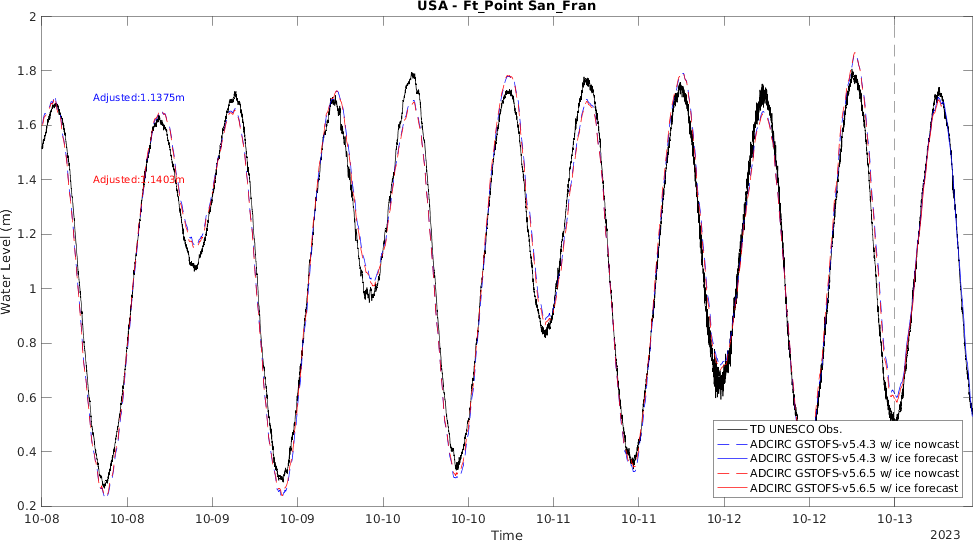 USA - Ft_Point San_Fran
2
1.8
1.6
1.4
1.2
1
0.8
0.6
0.4
0.2
Water Level (m)
Adjusted:1.1375m
Adjusted:1.1403m
TD UNESCO Obs.
ADCIRC GSTOFS-v5.4.3 w/ ice nowcast
ADCIRC GSTOFS-v5.4.3 w/ ice forecast
ADCIRC GSTOFS-v5.6.5 w/ ice nowcast
ADCIRC GSTOFS-v5.6.5 w/ ice forecast
10-08 10-08 10-09 10-09 10-10 10-10 10-11 10-11 10-12 10-12 10-13
Time
2023